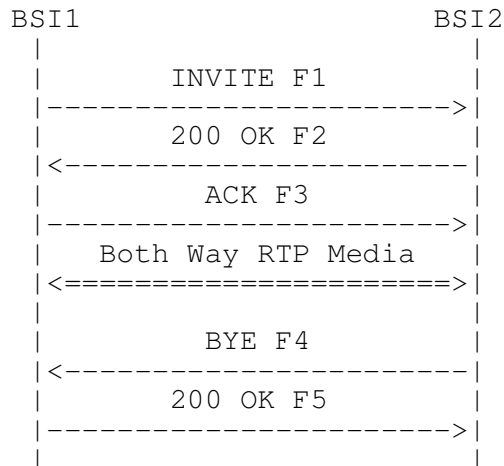 BSI1 BSI2
| |
| INVITE F1 |
|----------------------->|
| 200 OK F2 |
|<-----------------------|
| ACK F3 |
|----------------------->|
| Both Way RTP Media |
|<======================>|
| |
| BYE F4 |
|<-----------------------|
| 200 OK F5 |
|----------------------->|
| |